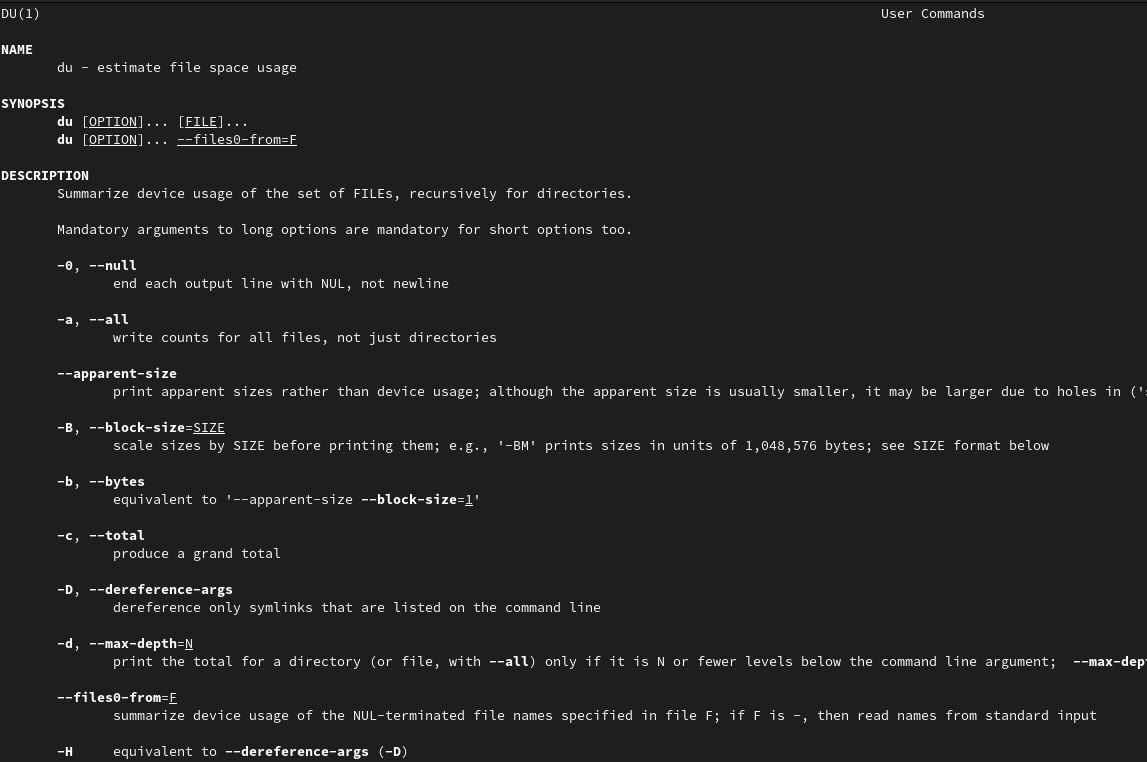 DU(1) User Commands
NAME
du - estimate file space usage
SYNOPSIS
du [OPTION]... [FILE]...
du [OPTION]... --files0-from=F
DESCRIPTION
Summarize device usage of the set of FILEs, recursively for directories.
Mandatory arguments to long options are mandatory for short options too.
-0, --null
end each output line with NUL, not newline
-a, --all
write counts for all files, not just directories
--apparent-size
print apparent sizes rather than device usage; although the apparent size is usually smaller, it may be larger due to holes in ('
-B, --block-size=SIZE
scale sizes by SIZE before printing them; e.g., '-BM' prints sizes in units of 1,048,576 bytes; see SIZE format below
-b, --bytes
equivalent to '--apparent-size --block-size=1'
-c, --total
produce a grand total
-D, --dereference-args
dereference only symlinks that are listed on the command line
-d, --max-depth=N
print the total for a directory (or file, with --all) only if it is N or fewer levels below the command line argument;  --max-dep
--files0-from=F
summarize device usage of the NUL-terminated file names specified in file F; if F is -, then read names from standard input
-H equivalent to --dereference-args (-D)